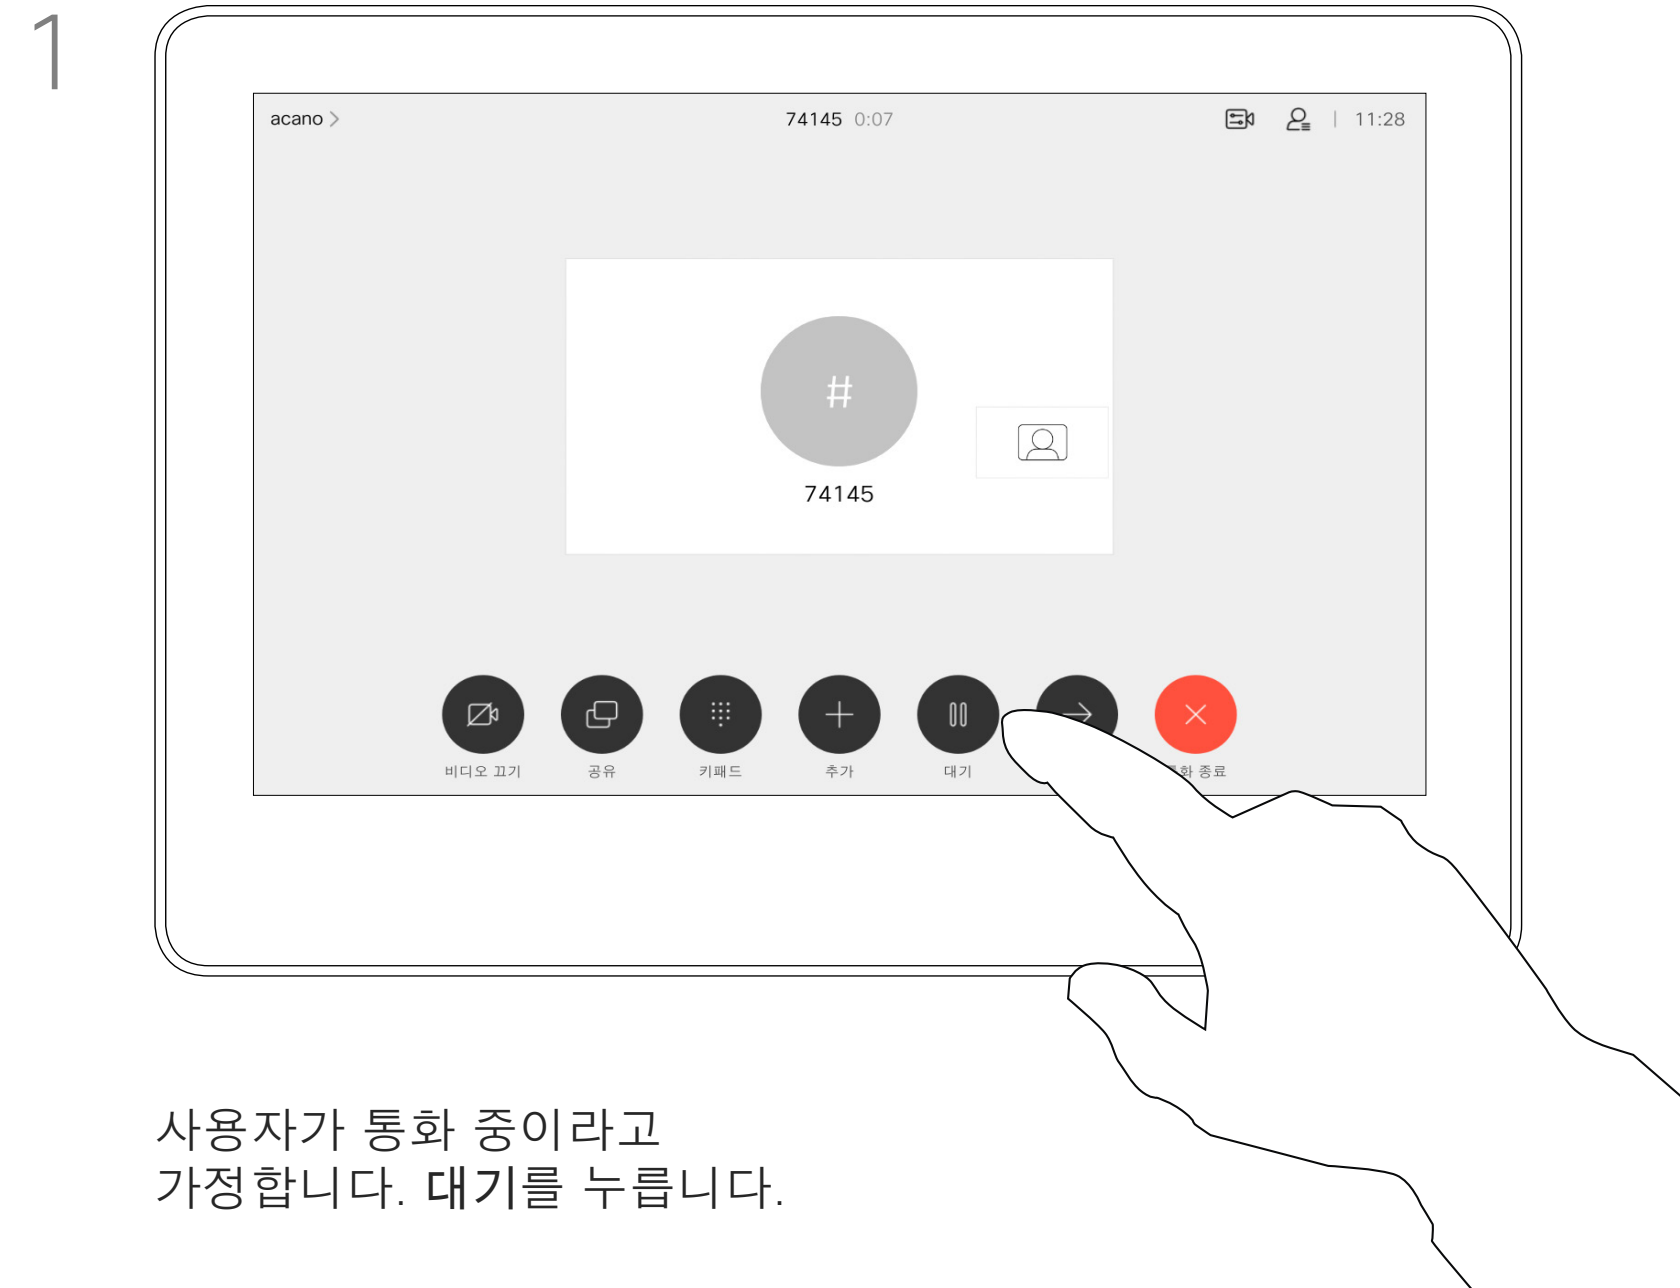 1
acano
74145 0:07
11:28
#
74145
비디오 끄기
공유
키패드
추가
대기
종료
사용자가 통화 중이라고
가정합니다. 대기를 누릅니다.